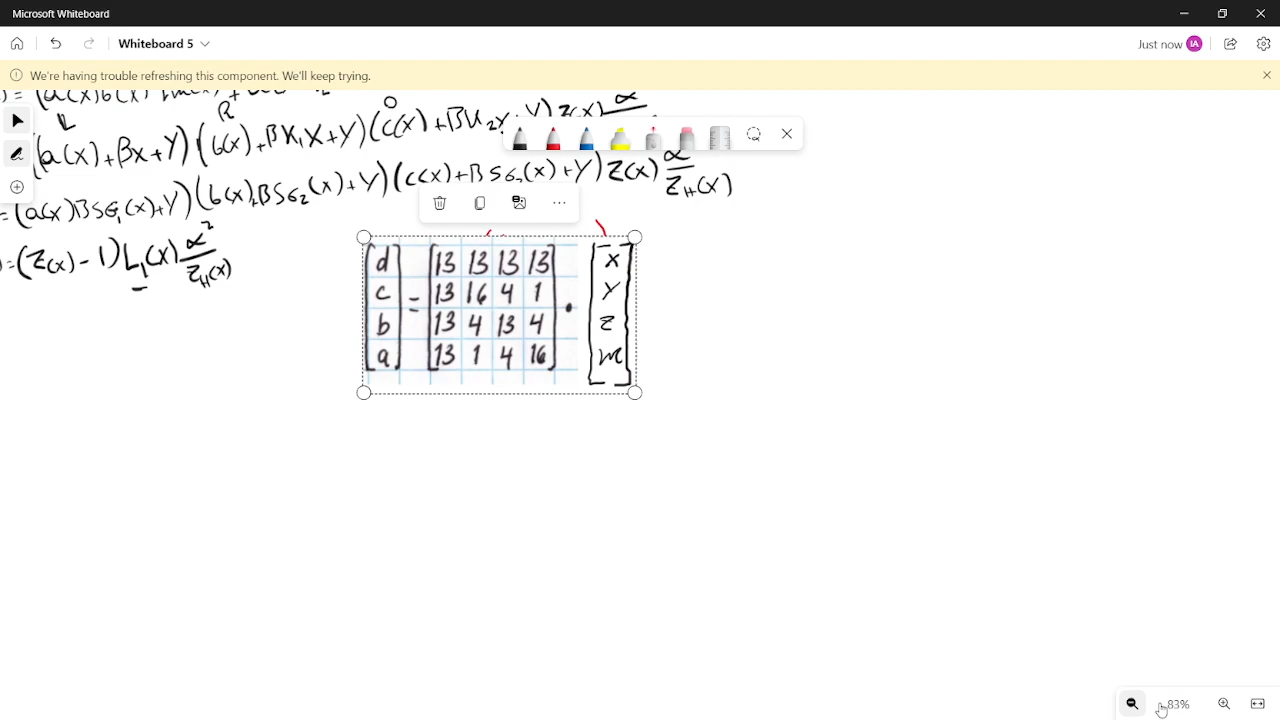 Microsoft Whiteboard
Whiteboard 5
Just now IA
We're having trouble refreshing this component. We'll keep trying.
(a(x)+βx+γ)(b(x)+βK₁X+γ)(c(x)+βK₂X+γ)z(x) α
R
O
=(a(x)βSσ₁(x)+γ)(b(x)+βSσ₂(x)+γ)(c(x)+βSσ₃(x)+γ)z(x) α/Z_H(x)
=(z(x)-1)L₁(x) α²/Z_H(x)
[d] = [13 13 13 13] · [x]
[c] [13 16 4 1] [y]
[b] [13 4 13 4] [z]
[a] [13 1 4 16] [m]
83%